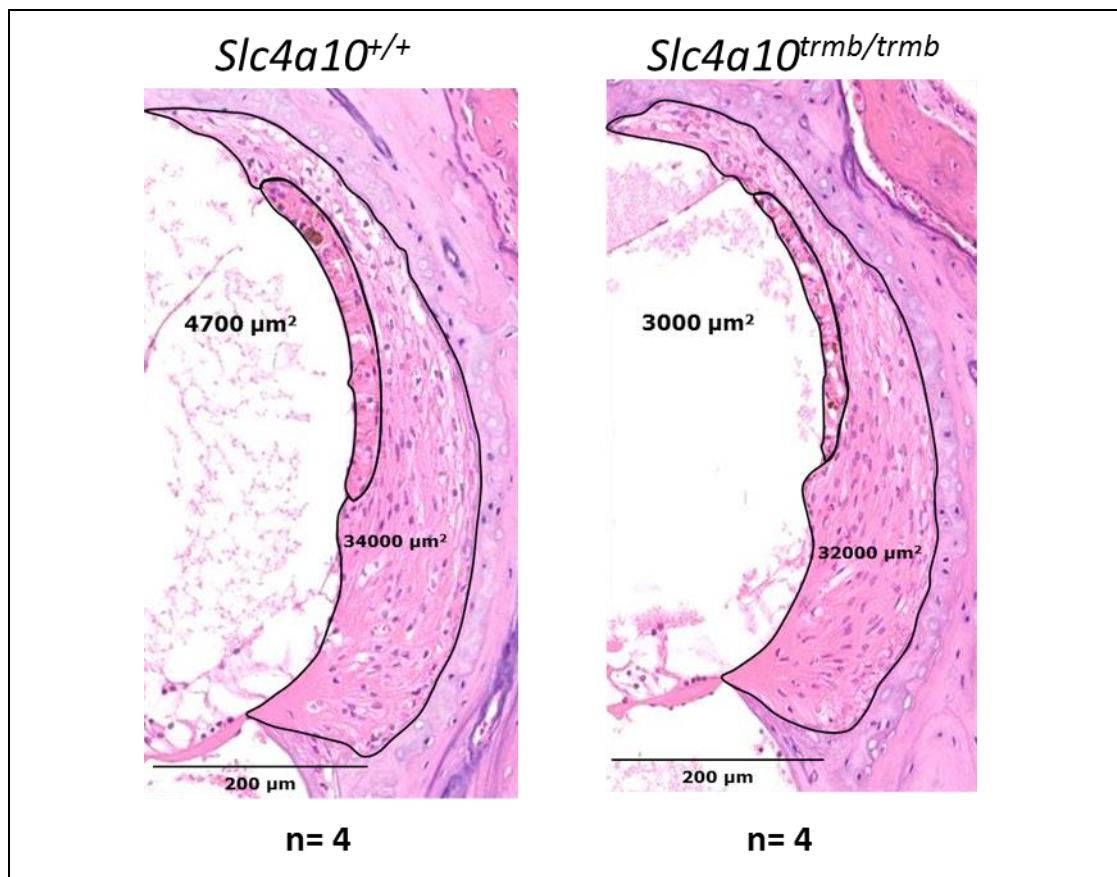 Slc4a10+/+
Slc4a10trmb/trmb
4700 µm²
3000 µm²
34000 µm²
32000 µm²
200 µm
200 µm
n= 4
n= 4